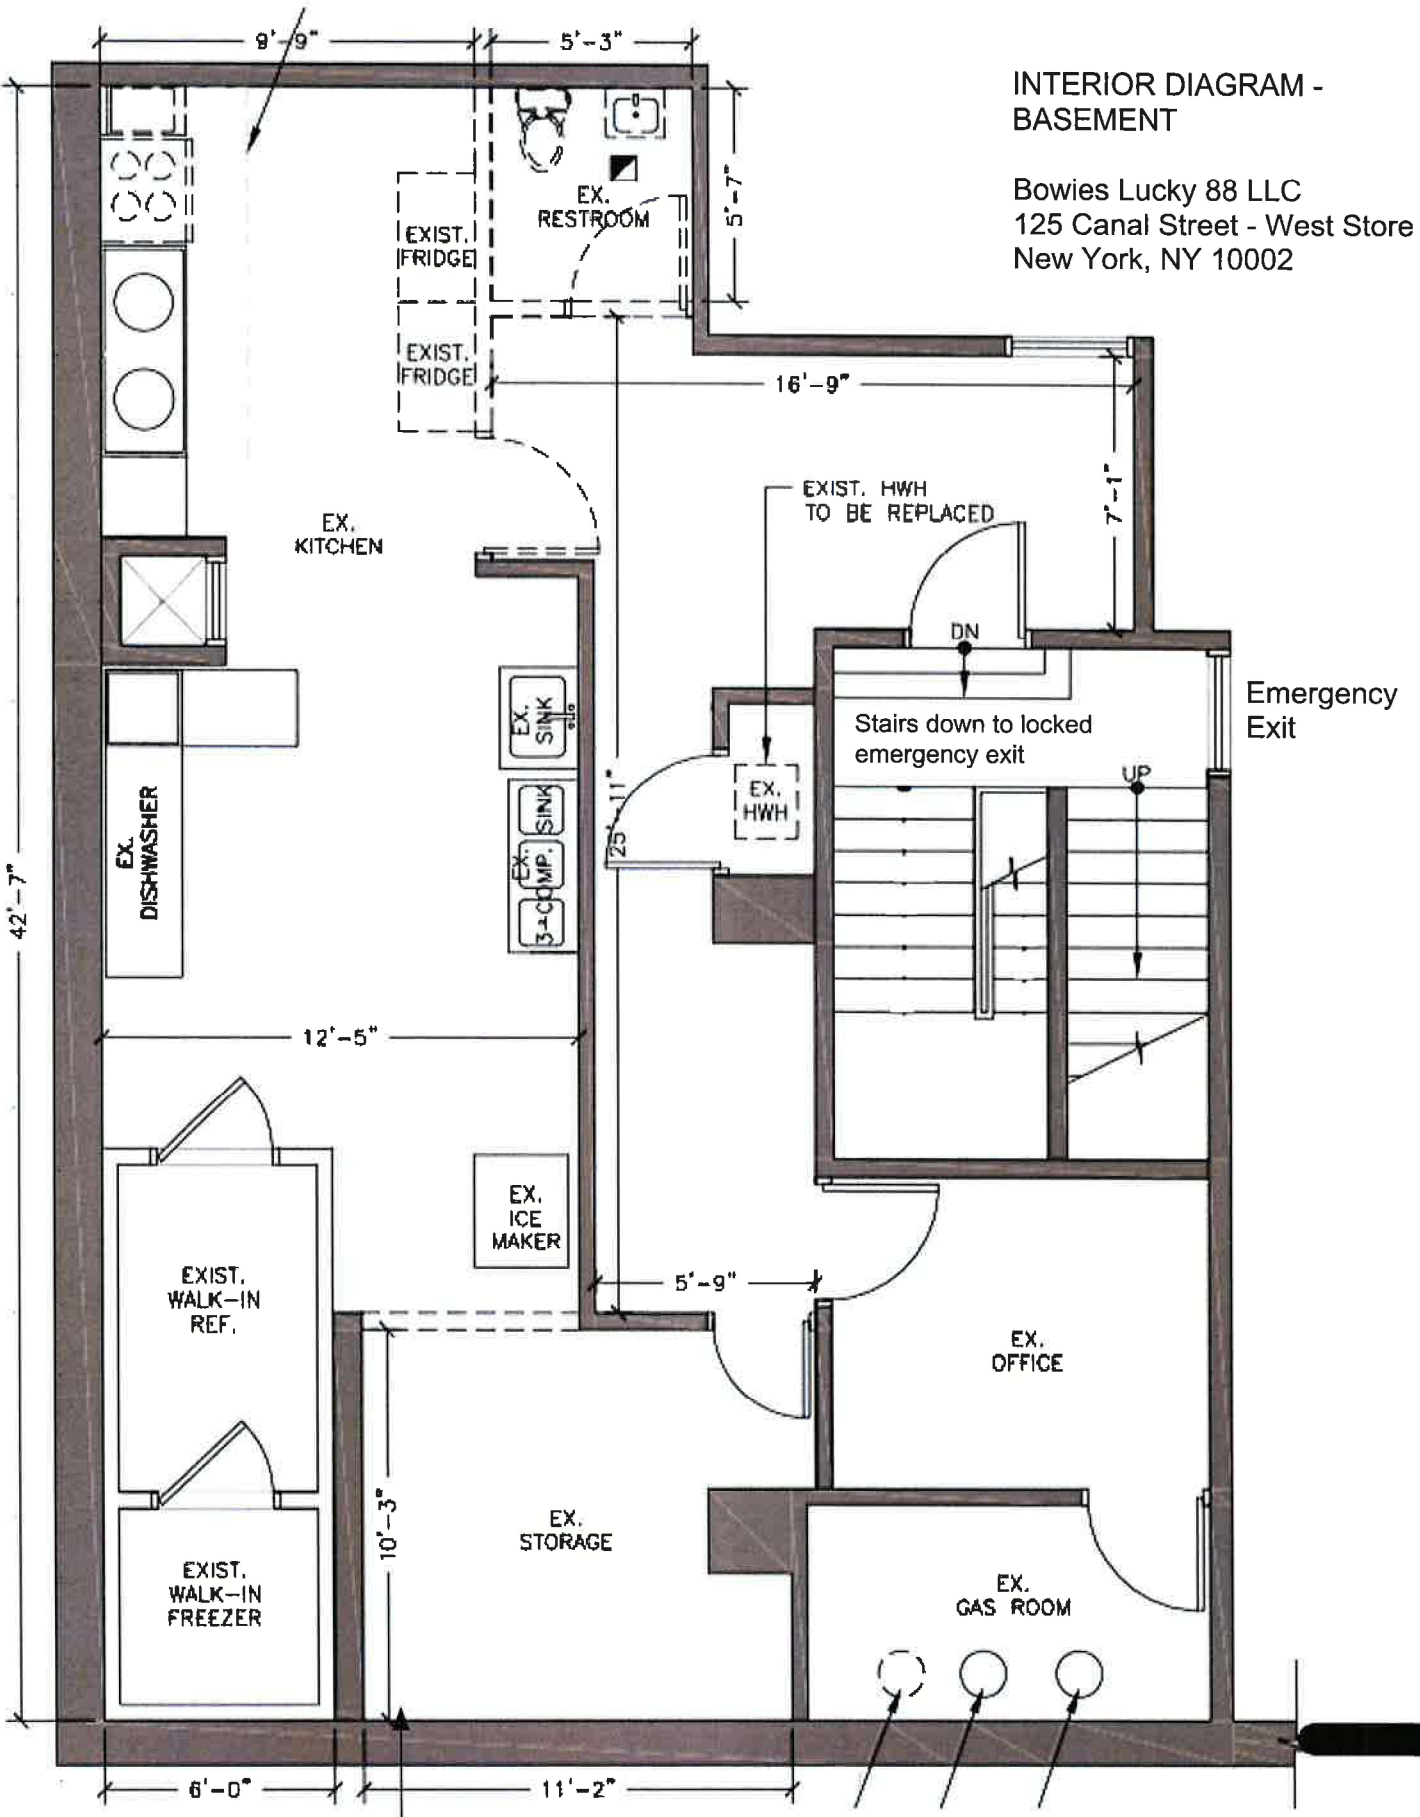 9'-9"
5'-3"
INTERIOR DIAGRAM -
BASEMENT
Bowies Lucky 88 LLC
125 Canal Street - West Store
New York, NY 10002
5'-7"
EX.
RESTROOM
EXIST.
FRIDGE
EXIST.
FRIDGE
16'-9"
7'-1"
EXIST. HWH
TO BE REPLACED
EX.
KITCHEN
DN
Emergency
Exit
Stairs down to locked
emergency exit
EX.
SINK
UP
EX.
HWH
25'-11"
EX.
DISHWASHER
EX.
3-COMP. SINK
42'-7"
12'-5"
EX.
ICE
MAKER
EXIST.
WALK-IN
REF.
5'-9"
EX.
OFFICE
10'-3"
EX.
STORAGE
EXIST.
WALK-IN
FREEZER
EX.
GAS ROOM
6'-0"
11'-2"